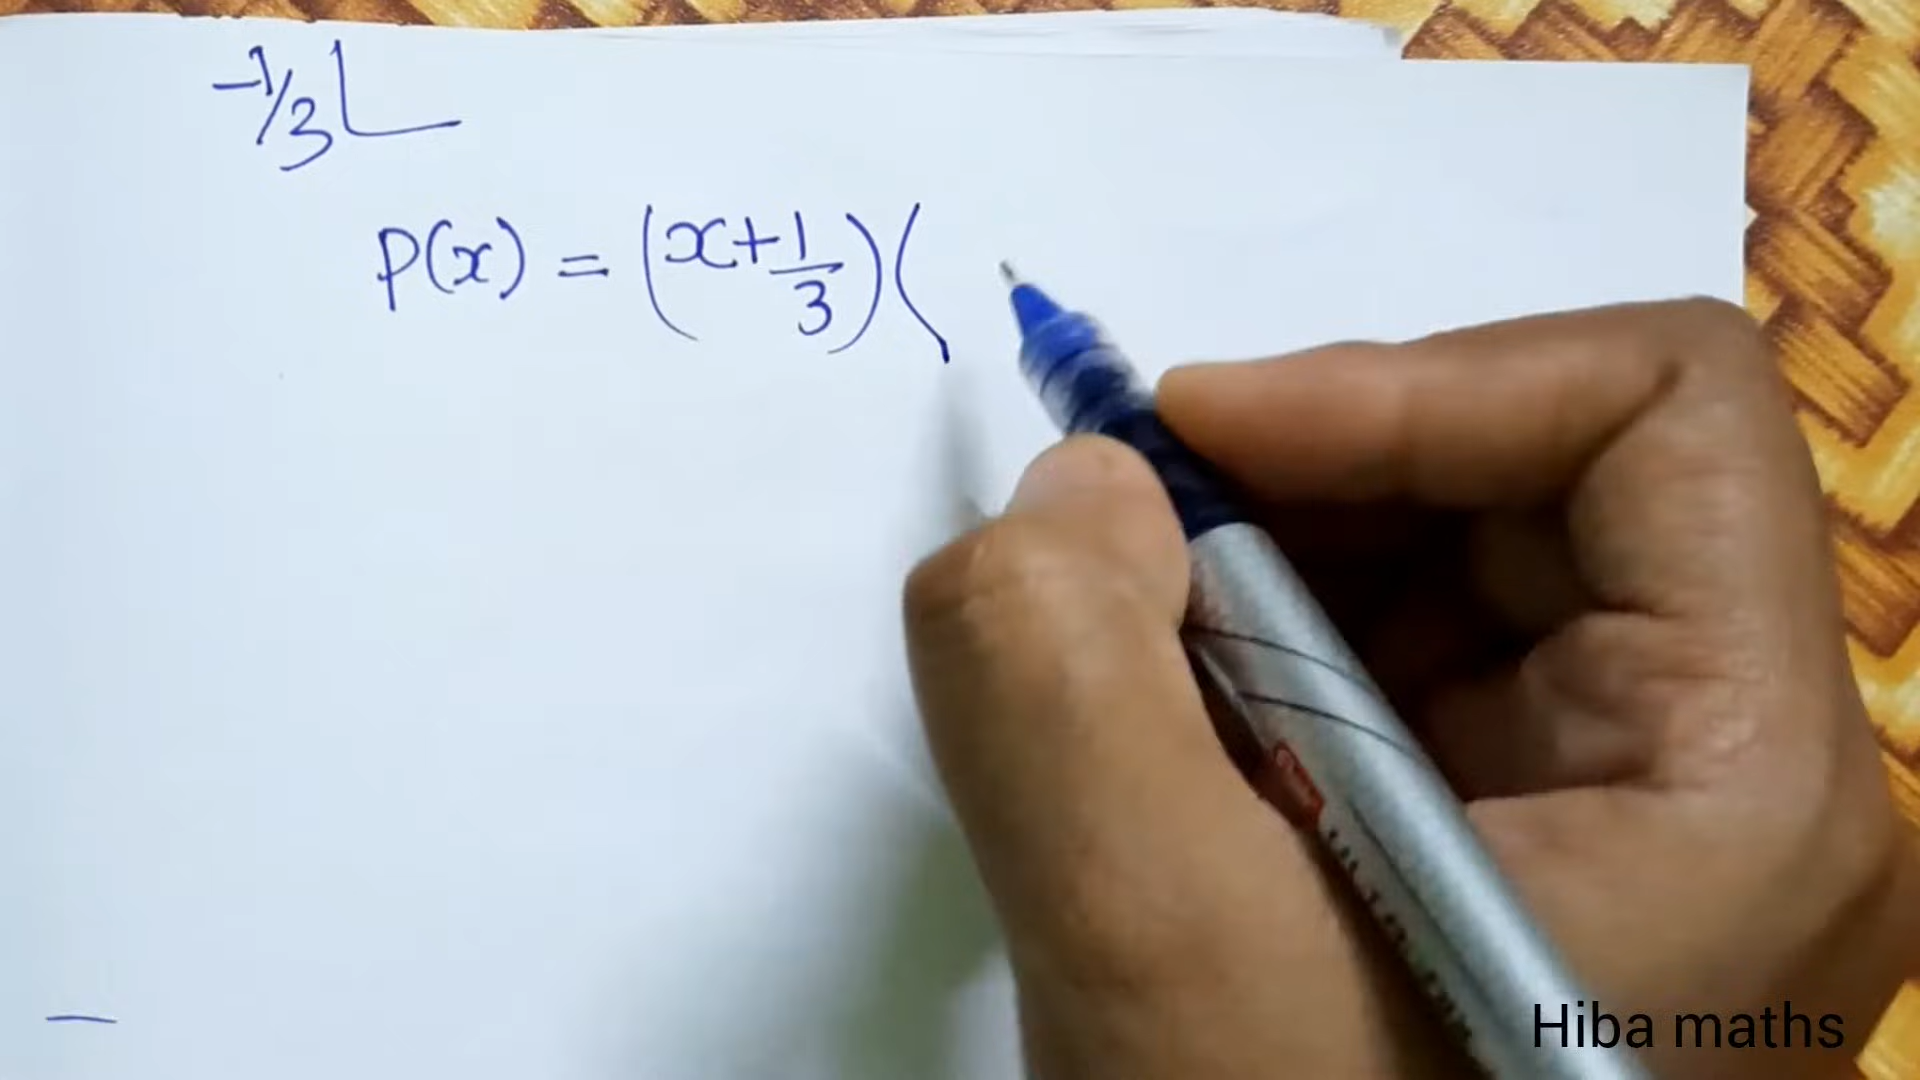 -1/3
P(x) = (x+1/3)(
Hiba maths